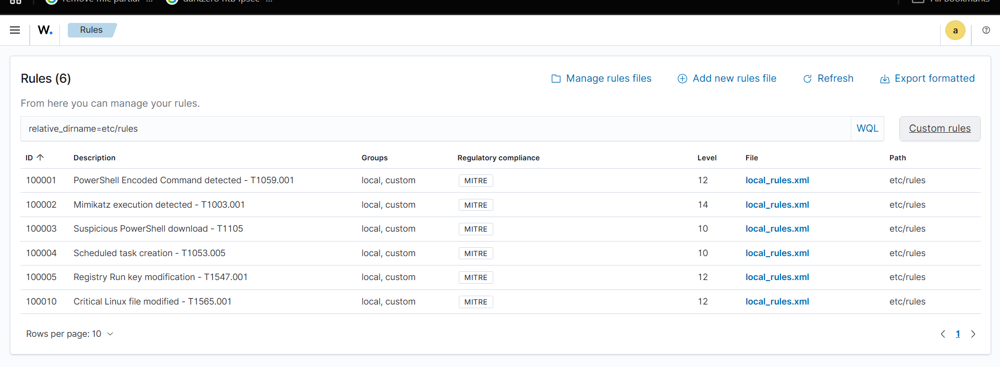 W. Rules a
Rules (6) Manage rules files Add new rules file Refresh Export formatted
From here you can manage your rules.
relative_dirname=etc/rules WQL Custom rules
ID Description Groups Regulatory compliance Level File Path
100001 PowerShell Encoded Command detected - T1059.001 local, custom MITRE 12 local_rules.xml etc/rules
100002 Mimikatz execution detected - T1003.001 local, custom MITRE 14 local_rules.xml etc/rules
100003 Suspicious PowerShell download - T1105 local, custom MITRE 10 local_rules.xml etc/rules
100004 Scheduled task creation - T1053.005 local, custom MITRE 10 local_rules.xml etc/rules
100005 Registry Run key modification - T1547.001 local, custom MITRE 12 local_rules.xml etc/rules
100010 Critical Linux file modified - T1565.001 local, custom MITRE 12 local_rules.xml etc/rules
Rows per page: 10 1